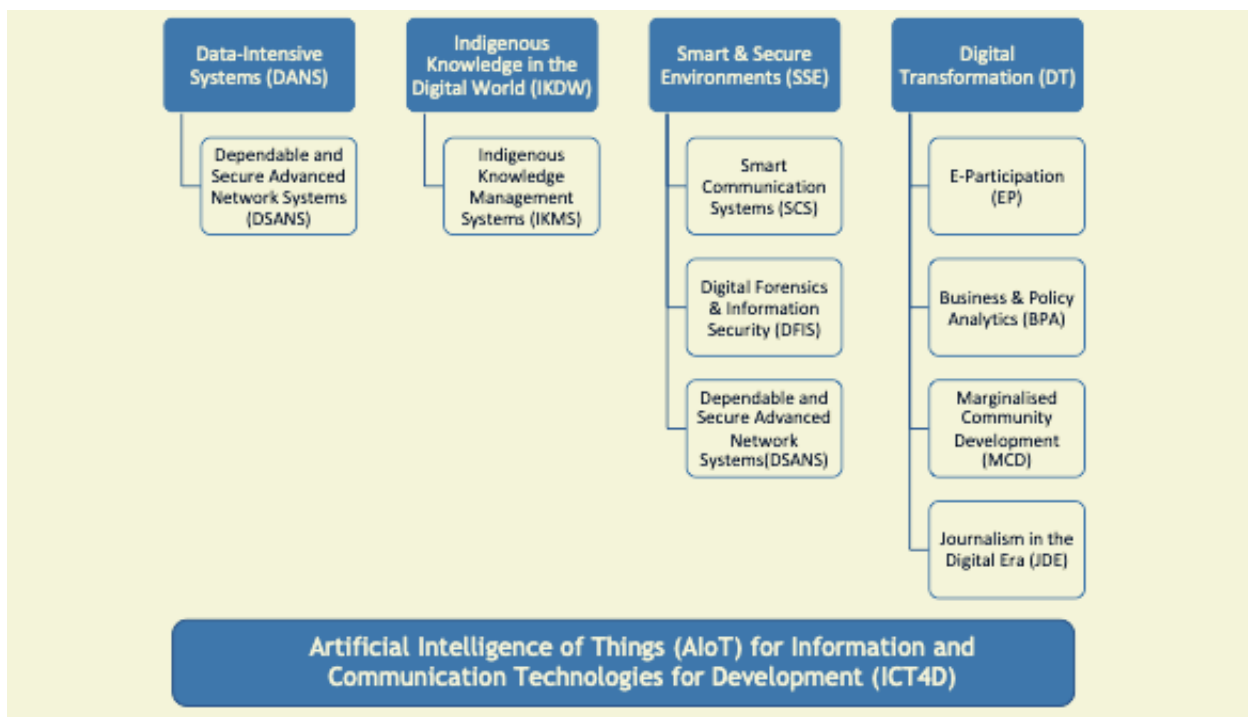 Data-Intensive
Systems (DANS)
Dependable and
Secure Advanced
Network Systems
(DSANS)
Indigenous
Knowledge in the
Digital World (IKDW)
Indigenous
Knowledge
Management
Systems (IKMS)
Smart & Secure
Environments (SSE)
Smart
Communication
Systems (SCS)
Digital Forensics
& Information
Security (DFIS)
Dependable and
Secure Advanced
Network
Systems(DSANS)
Digital
Transformation (DT)
E-Participation
(EP)
Business & Policy
Analytics (BPA)
Marginalised
Community
Development
(MCD)
Journalism in the
Digital Era (JDE)
Artificial Intelligence of Things (AIoT) for Information and
Communication Technologies for Development (ICT4D)